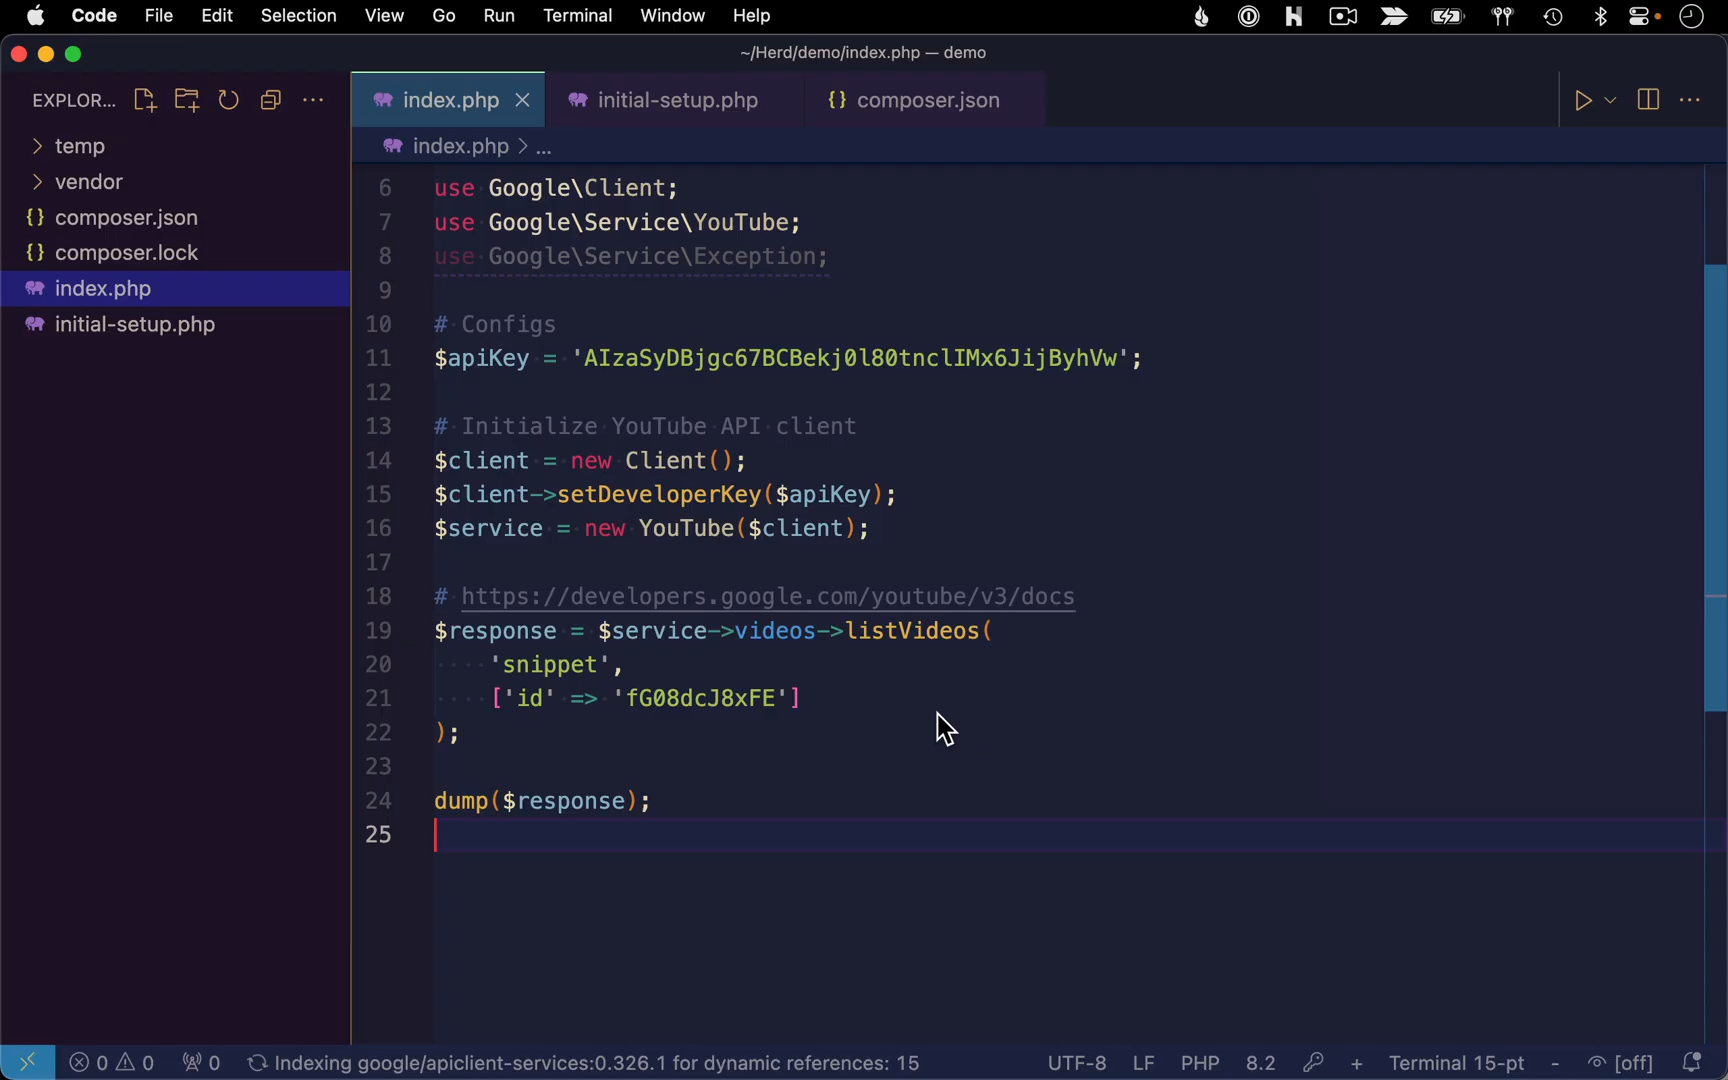 Code File Edit Selection View Go Run Terminal Window Help
~/Herd/demo/index.php — demo
EXPLOR...
index.php
initial-setup.php
{} composer.json
temp
vendor
{} composer.json
{} composer.lock
index.php
initial-setup.php
index.php > ...
6 use Google\Client;
7 use Google\Service\YouTube;
8 use Google\Service\Exception;
9
10 # Configs
11 $apiKey = 'AIzaSyDBjgc67BCBekj0l80tnclIMx6JijByhVw';
12
13 # Initialize YouTube API client
14 $client = new Client();
15 $client->setDeveloperKey($apiKey);
16 $service = new YouTube($client);
17
18 # https://developers.google.com/youtube/v3/docs
19 $response = $service->videos->listVideos(
20 'snippet',
21 ['id' => 'fG08dcJ8xFE']
22 );
23
24 dump($response);
25
0 0 0 Indexing google/apiclient-services:0.326.1 for dynamic references: 15 UTF-8 LF PHP 8.2 + Terminal 15-pt - [off]